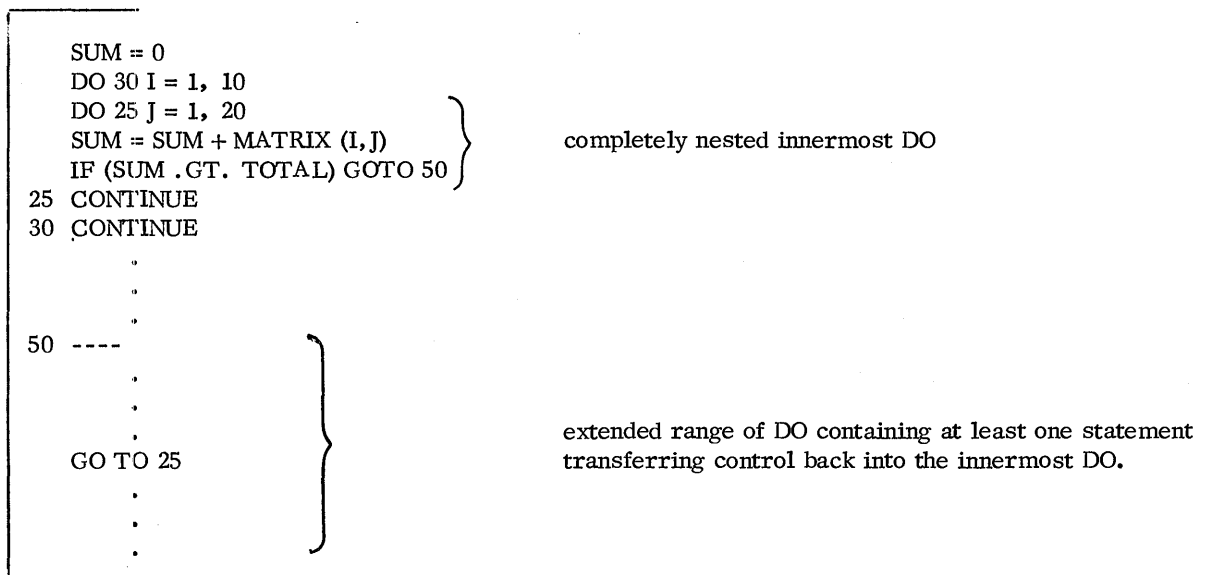 SUM = 0
DO 30 I = 1, 10
DO 25 J = 1, 20
SUM = SUM + MATRIX (I,J)
completely nested innermost DO
IF (SUM .GT. TOTAL) GOTO 50
25 CONTINUE
30 CONTINUE
.
.
.
50 ----
.
.
.
extended range of DO containing at least one statement
GO TO 25
transferring control back into the innermost DO.
.
.
.